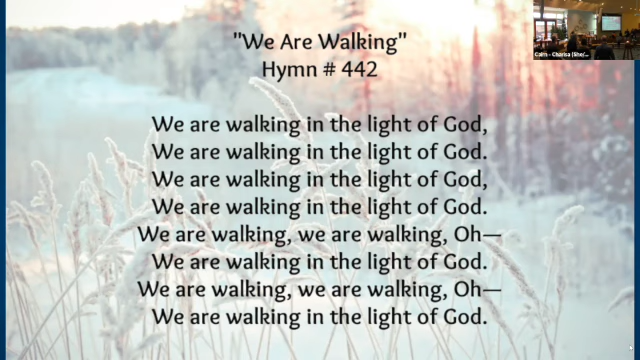 "We Are Walking"
Hymn # 442
We are walking in the light of God,
We are walking in the light of God.
We are walking in the light of God,
We are walking in the light of God.
We are walking, we are walking, Oh—
We are walking in the light of God.
We are walking, we are walking, Oh—
We are walking in the light of God.